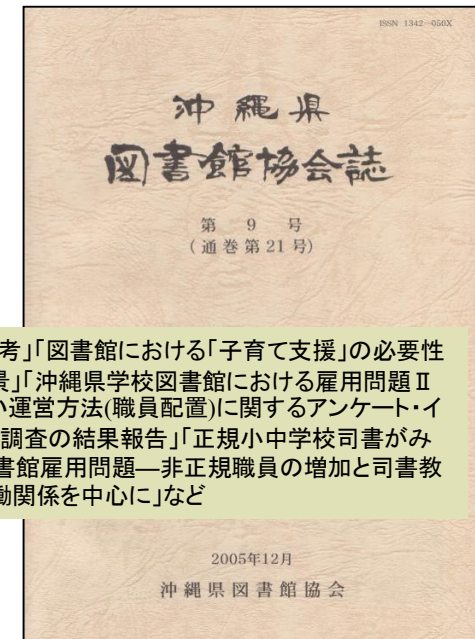 ISSN 1342-050X
沖縄県
図書館協会誌
第9号
(通巻第21号)
考」「図書館における「子育て支援」の必要性
景」「沖縄県学校図書館における雇用問題Ⅱ
い運営方法(職員配置)に関するアンケート・イ
調査の結果報告」「正規小中学校司書がみ
書館雇用問題―非正規職員の増加と司書教
働関係を中心に」など
2005年12月
沖縄県図書館協会